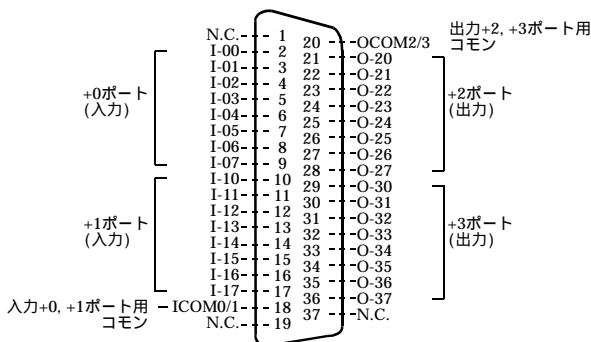 N.C. 1
I-00 2
I-01 3
I-02 4
I-03 5
I-04 6
I-05 7
I-06 8
I-07 9
I-10 10
I-11 11
I-12 12
I-13 13
I-14 14
I-15 15
I-16 16
I-17 17
ICOM0/1 18
N.C. 19
+0ポート
(入力)
+1ポート
(入力)
入力+0, +1ポート用
コモン
20 OCOM2/3
21 O-20
22 O-21
23 O-22
24 O-23
25 O-24
26 O-25
27 O-26
28 O-27
29 O-30
30 O-31
31 O-32
32 O-33
33 O-34
34 O-35
35 O-36
36 O-37
37 N.C.
出力+2, +3ポート用
コモン
+2ポート
(出力)
+3ポート
(出力)